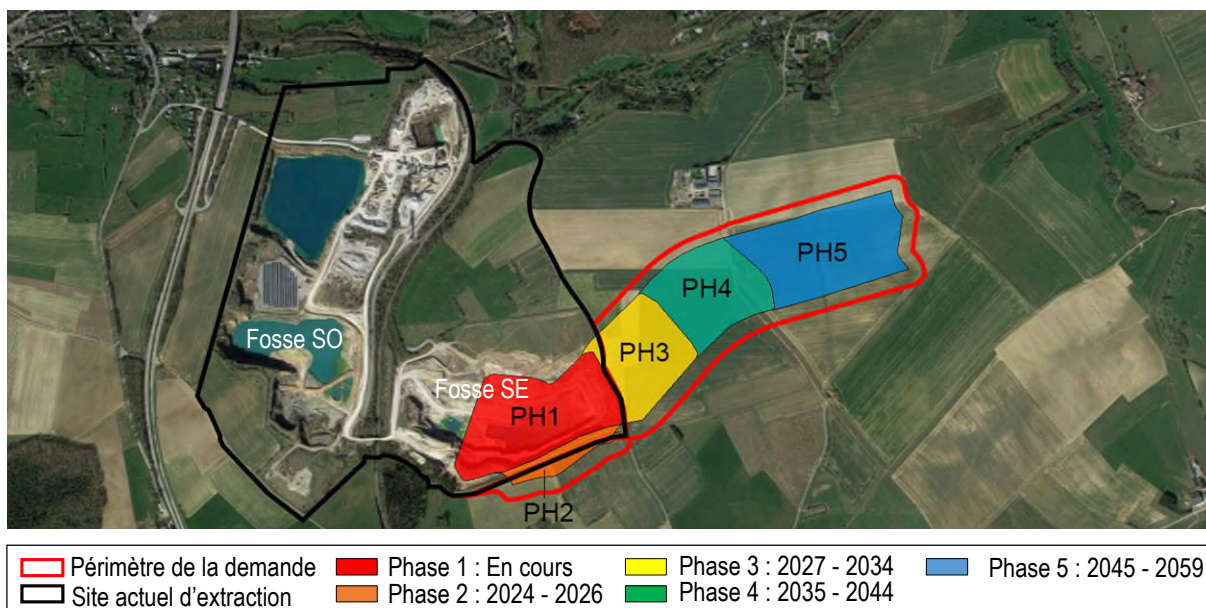 PH5
PH4
Fosse SO
PH3
Fosse SE
PH1
PH2
Périmètre de la demande
Phase 1 : En cours
Phase 3 : 2027 - 2034
Phase 5 : 2045 - 2059
Site actuel d'extraction
Phase 2 : 2024 - 2026
Phase 4 : 2035 - 2044